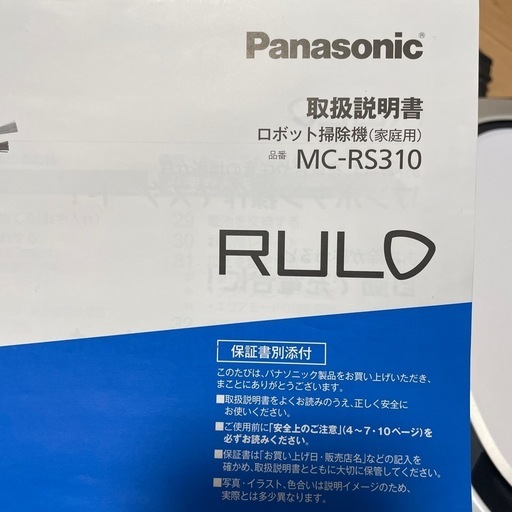 Panasonic®
取扱説明書
ロボット掃除機(家庭用)
品番 MC-RS310
RULO
保証書別添付
このたびは、パナソニック製品をお買い上げいただき、
まことにありがとうございます。
■取扱説明書をよくお読みのうえ、正しく安全に
お使いください。
■ご使用前に「安全上のご注意」(4～7・10ページ)を
必ずお読みください。
■保証書は「お買い上げ日・販売店名」などの記入を
確かめ、取扱説明書とともに大切に保管してください。
■写真・イラスト、色合いは説明イメージのため、
実際とは多少異なります。